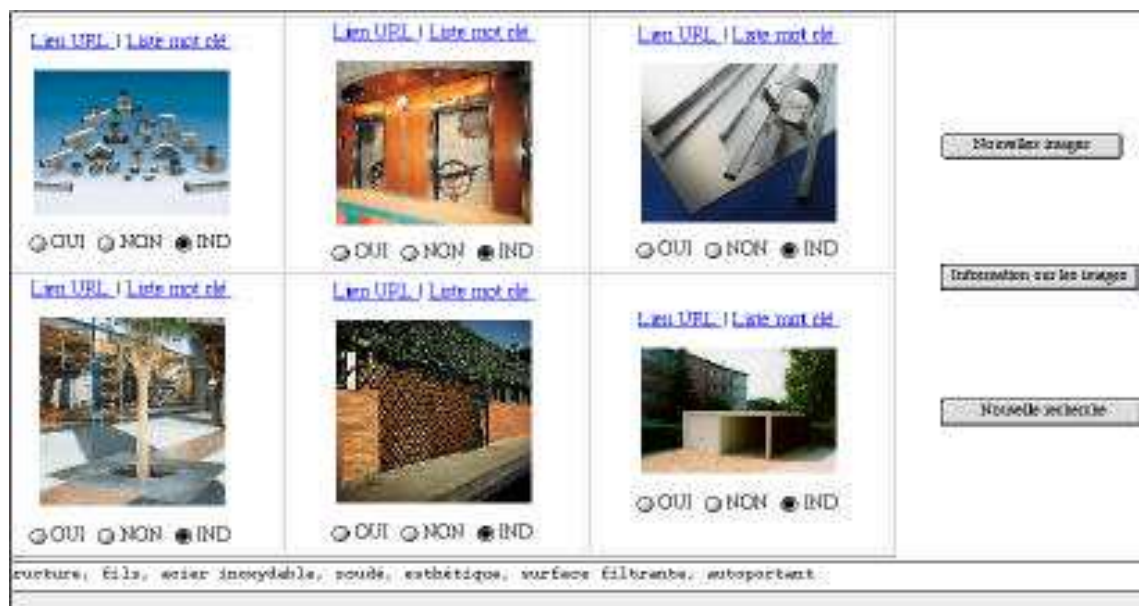 Lien URL | Liste mot clé
Lien URL | Liste mot clé
Lien URL | Liste mot clé
Nouvelles images
OUI NON IND
OUI NON IND
OUI NON IND
Information sur les images
Lien URL | Liste mot clé
Lien URL | Liste mot clé
Lien URL | Liste mot clé
Nouvelle recherche
OUI NON IND
OUI NON IND
OUI NON IND
ructure, fils, acier inoxydable, soudé, esthétique, surface filtrante, autoportant